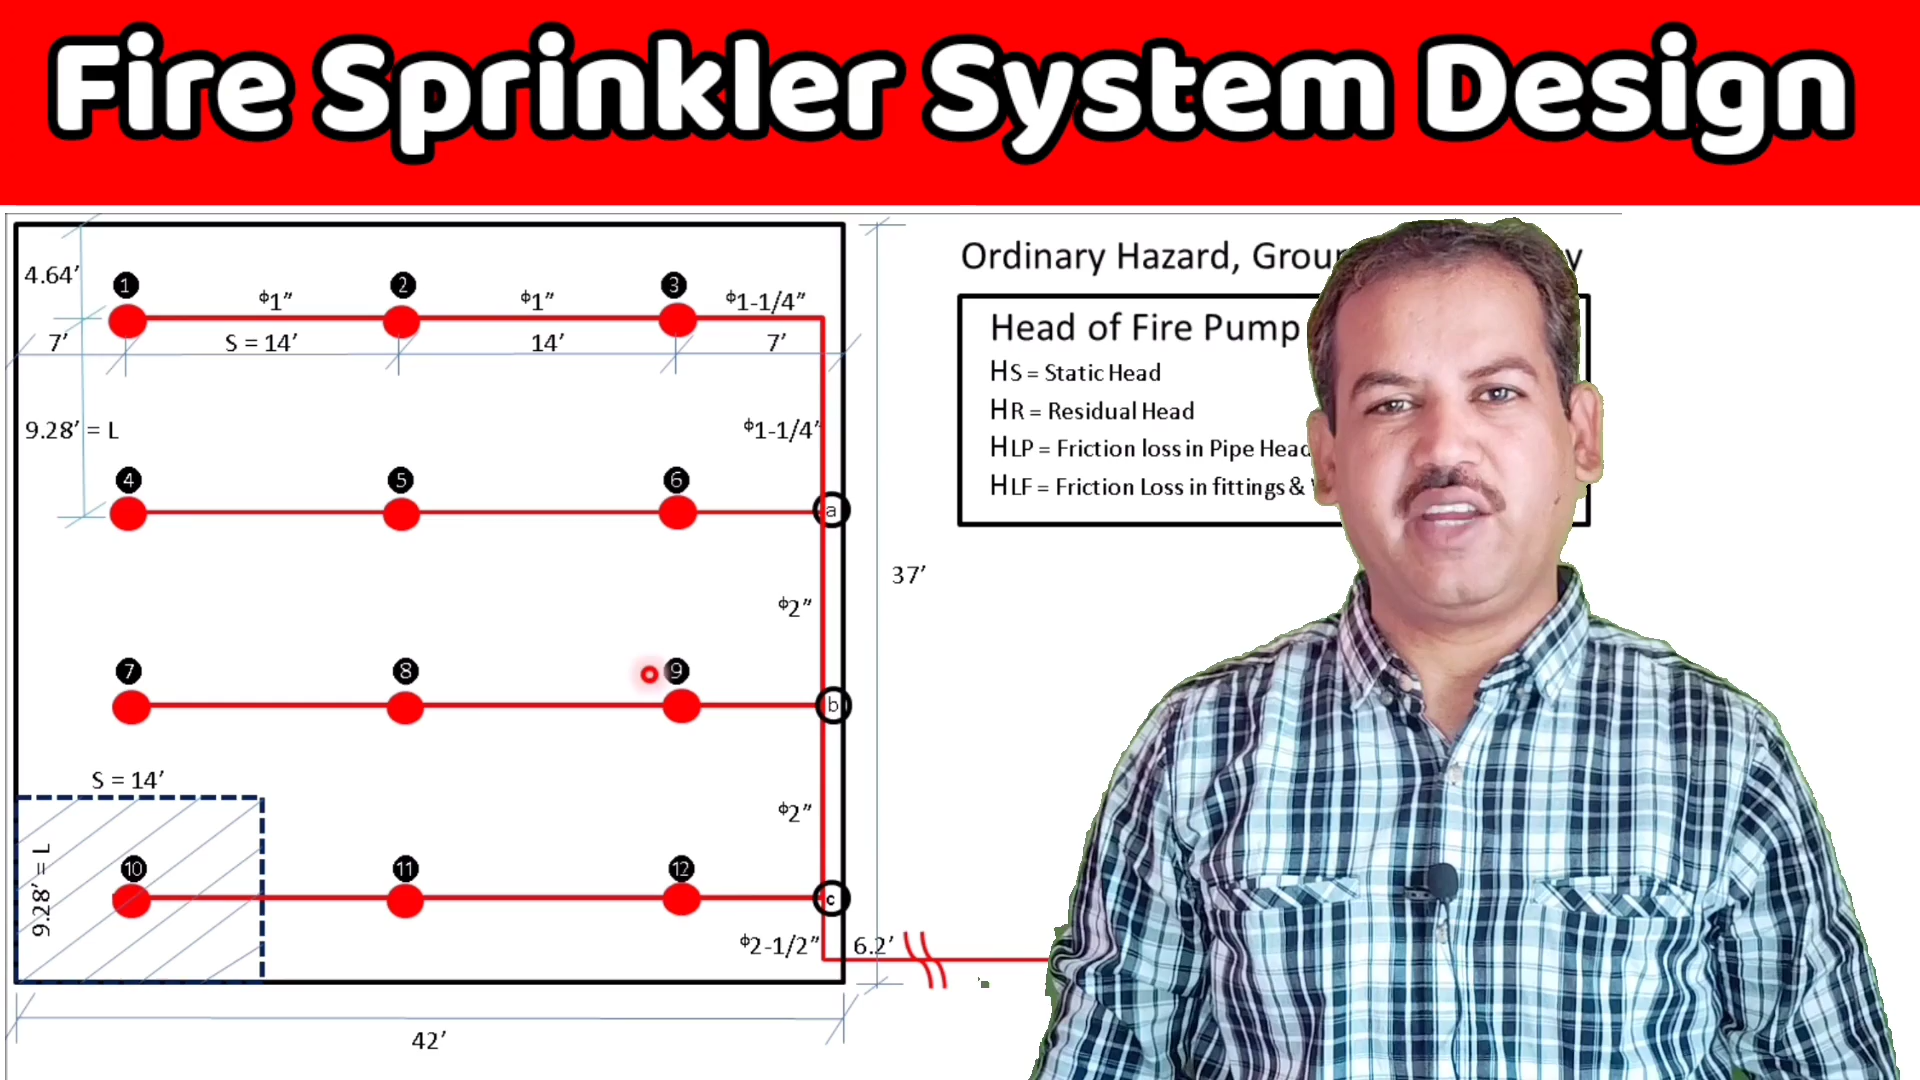 Fire Sprinkler System Design
4.64’
1
2
3
ϕ1”
ϕ1”
ϕ1-1/4”
7’
S = 14’
14’
7’
9.28’ = L
ϕ1-1/4”
4
5
6
a
ϕ2”
37’
7
8
9
b
S = 14’
ϕ2”
9.28’ = L
10
11
12
c
ϕ2-1/2”
6.2’
42’
Ordinary Hazard,
Head of Fire Pump
HS = Static Head
HR = Residual Head
HLP = Friction loss in Pipe Head
HLF = Friction Loss in fittings &